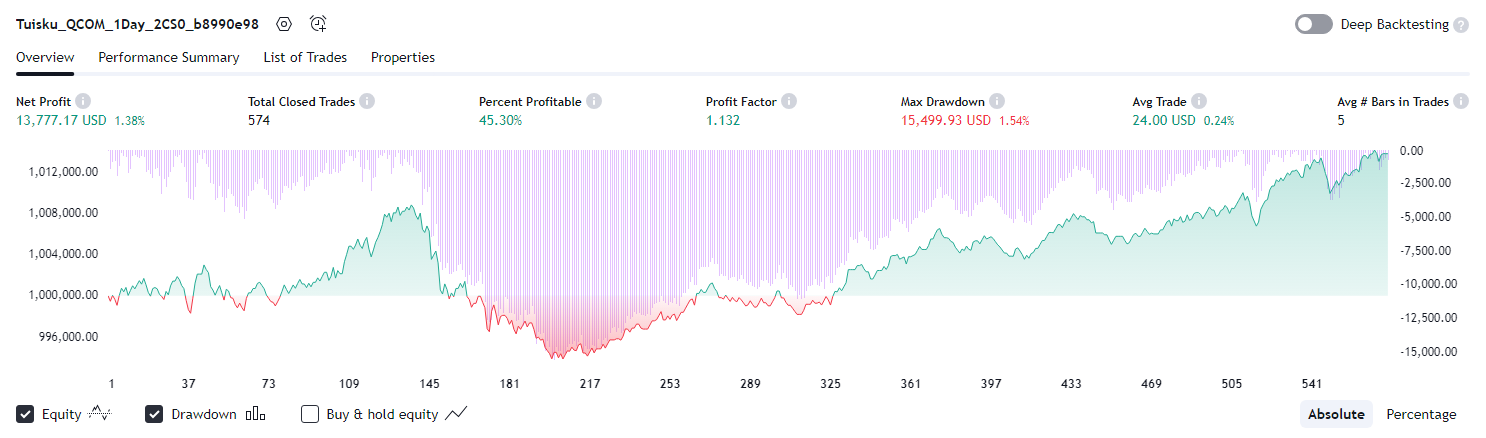 Tuisku_QCOM_1Day_2CS0_b8990e98 Deep Backtesting ?
Overview Performance Summary List of Trades Properties
Net Profit i Total Closed Trades i Percent Profitable i Profit Factor i Max Drawdown i Avg Trade i Avg # Bars in Trades i
13,777.17 USD 1.38% 574 45.30% 1.132 15,499.93 USD 1.54% 24.00 USD 0.24% 5
0.00
1,012,000.00
-2,500.00
1,008,000.00
-5,000.00
1,004,000.00
-7,500.00
-10,000.00
1,000,000.00
-12,500.00
996,000.00
-15,000.00
1 37 73 109 145 181 217 253 289 325 361 397 433 469 505 541
Equity Drawdown Buy & hold equity Absolute Percentage